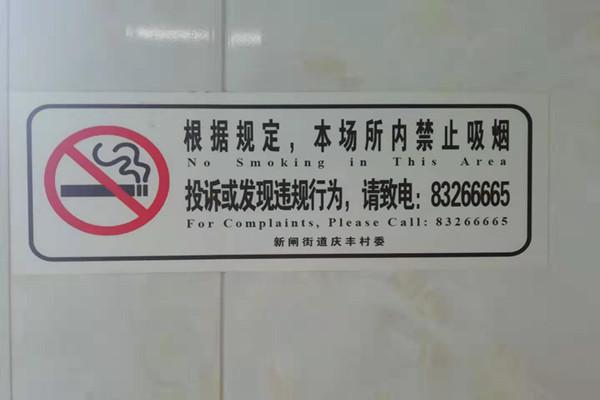 根据规定，本场所内禁止吸烟
No Smoking in This Area
投诉或发现违规行为，请致电：83266665
For Complaints, Please Call: 83266665
新闸街道庆丰村委